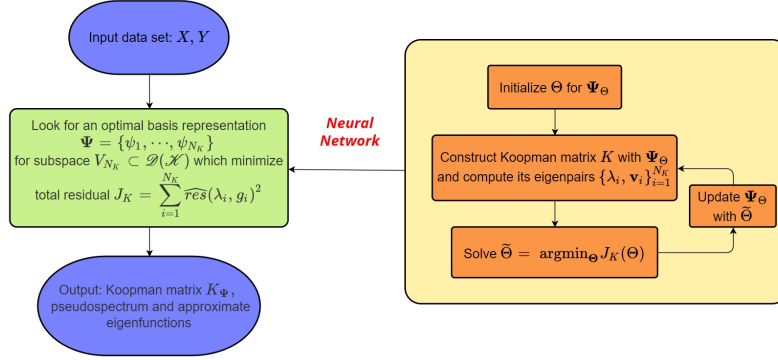 Input data set: X, Y
Look for an optimal basis representation
Ψ = {ψ₁, ⋯, ψ_{N_K}}
for subspace V_{N_K} ⊂ 𝒟(𝒦) which minimize
total residual J_K = ∑_{i=1}^{N_K} \widehat{res}(λ_i, g_i)²
Output: Koopman matrix K_Ψ,
pseudospectrum and approximate
eigenfunctions
Neural
Network
Initialize Θ for Ψ_Θ
Construct Koopman matrix K with Ψ_Θ
and compute its eigenpairs {λ_i, v_i}_{i=1}^{N_K}
Solve Θ̃ = argmin_Θ J_K(Θ)
Update Ψ_Θ
with Θ̃